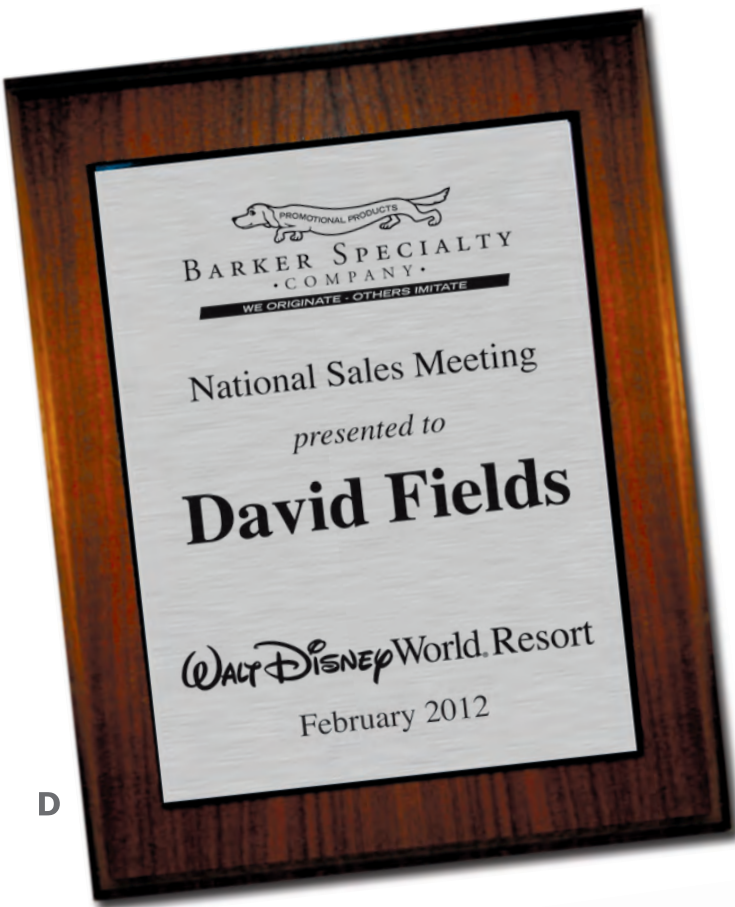 PROMOTIONAL PRODUCTS
BARKER SPECIALTY
•COMPANY•
WE ORIGINATE - OTHERS IMITATE
National Sales Meeting
presented to
David Fields
WALT DISNEY World® Resort
February 2012
D